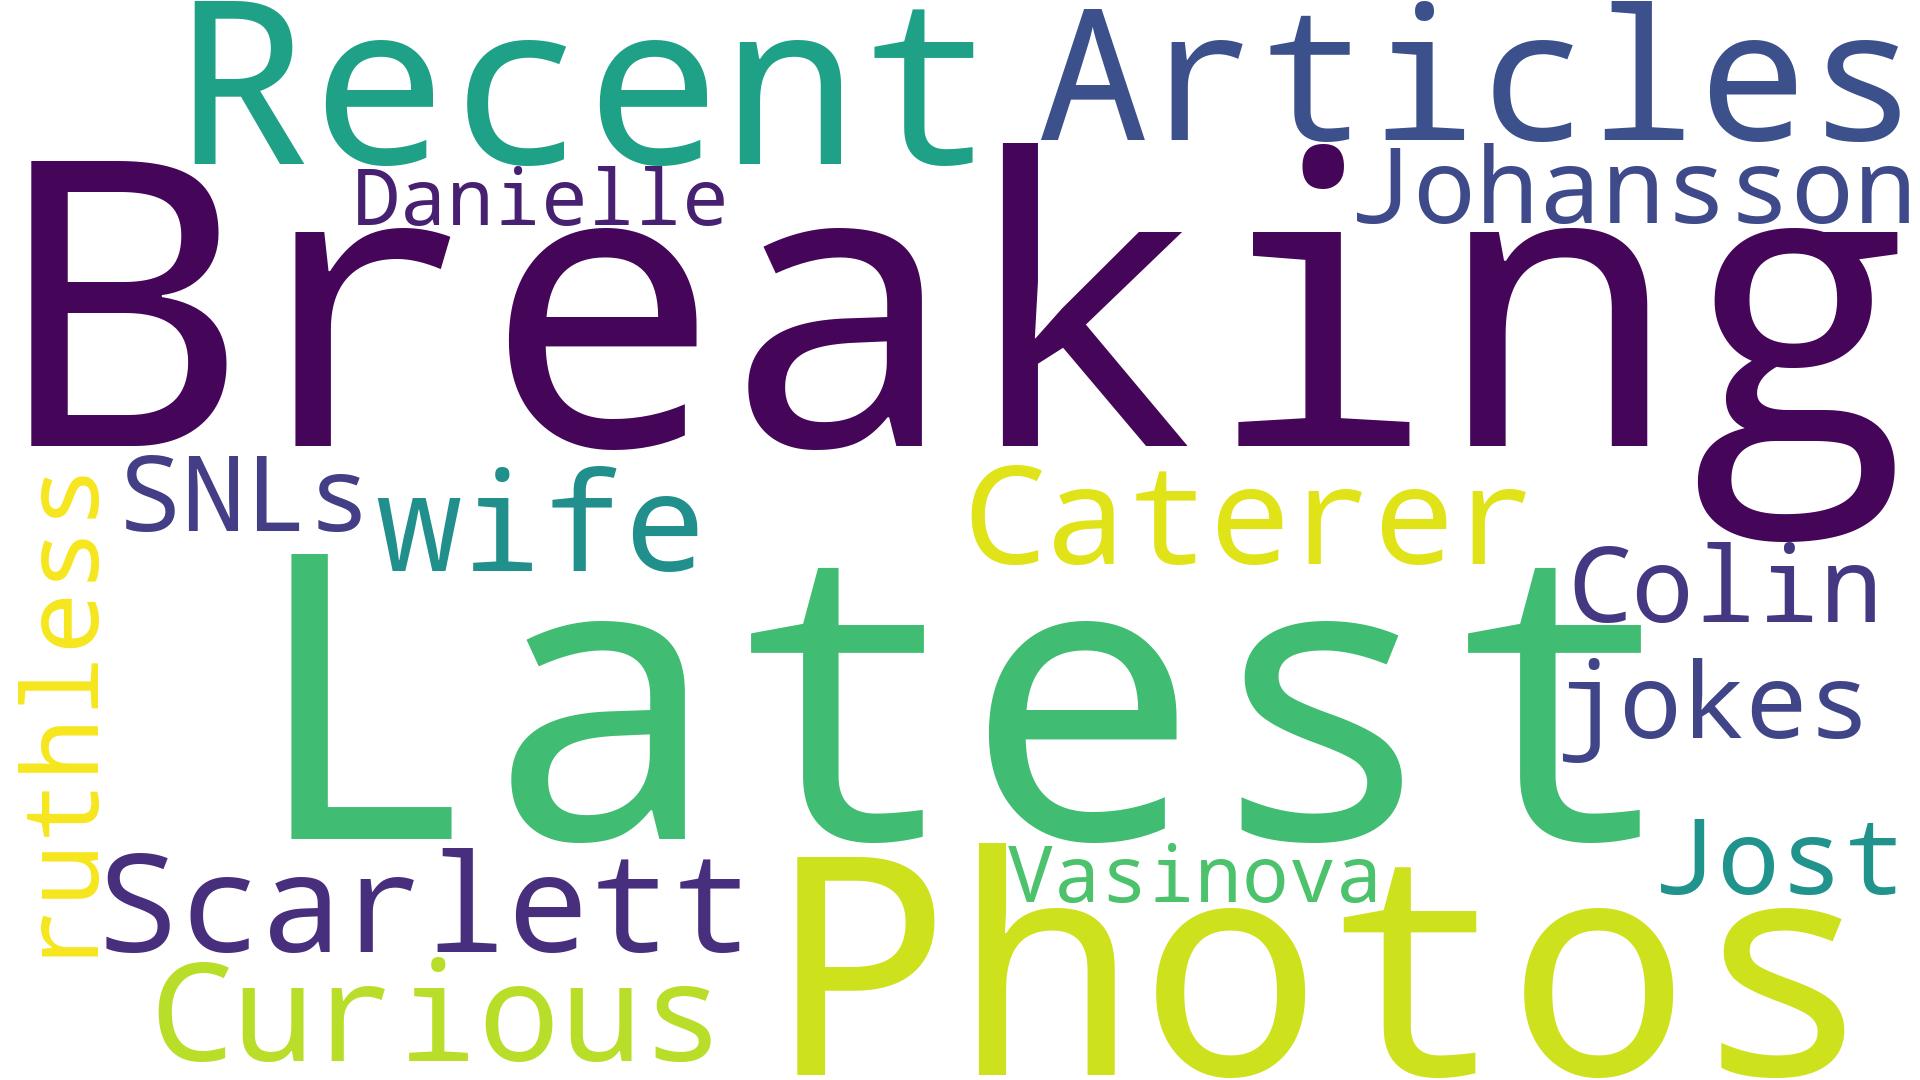 Recent
Articles
Danielle
Johansson
Breaking
SNLs
wife
Caterer
ruthless
Colin
Latest
jokes
Jost
Scarlett
Vasinova
Photos
Curious